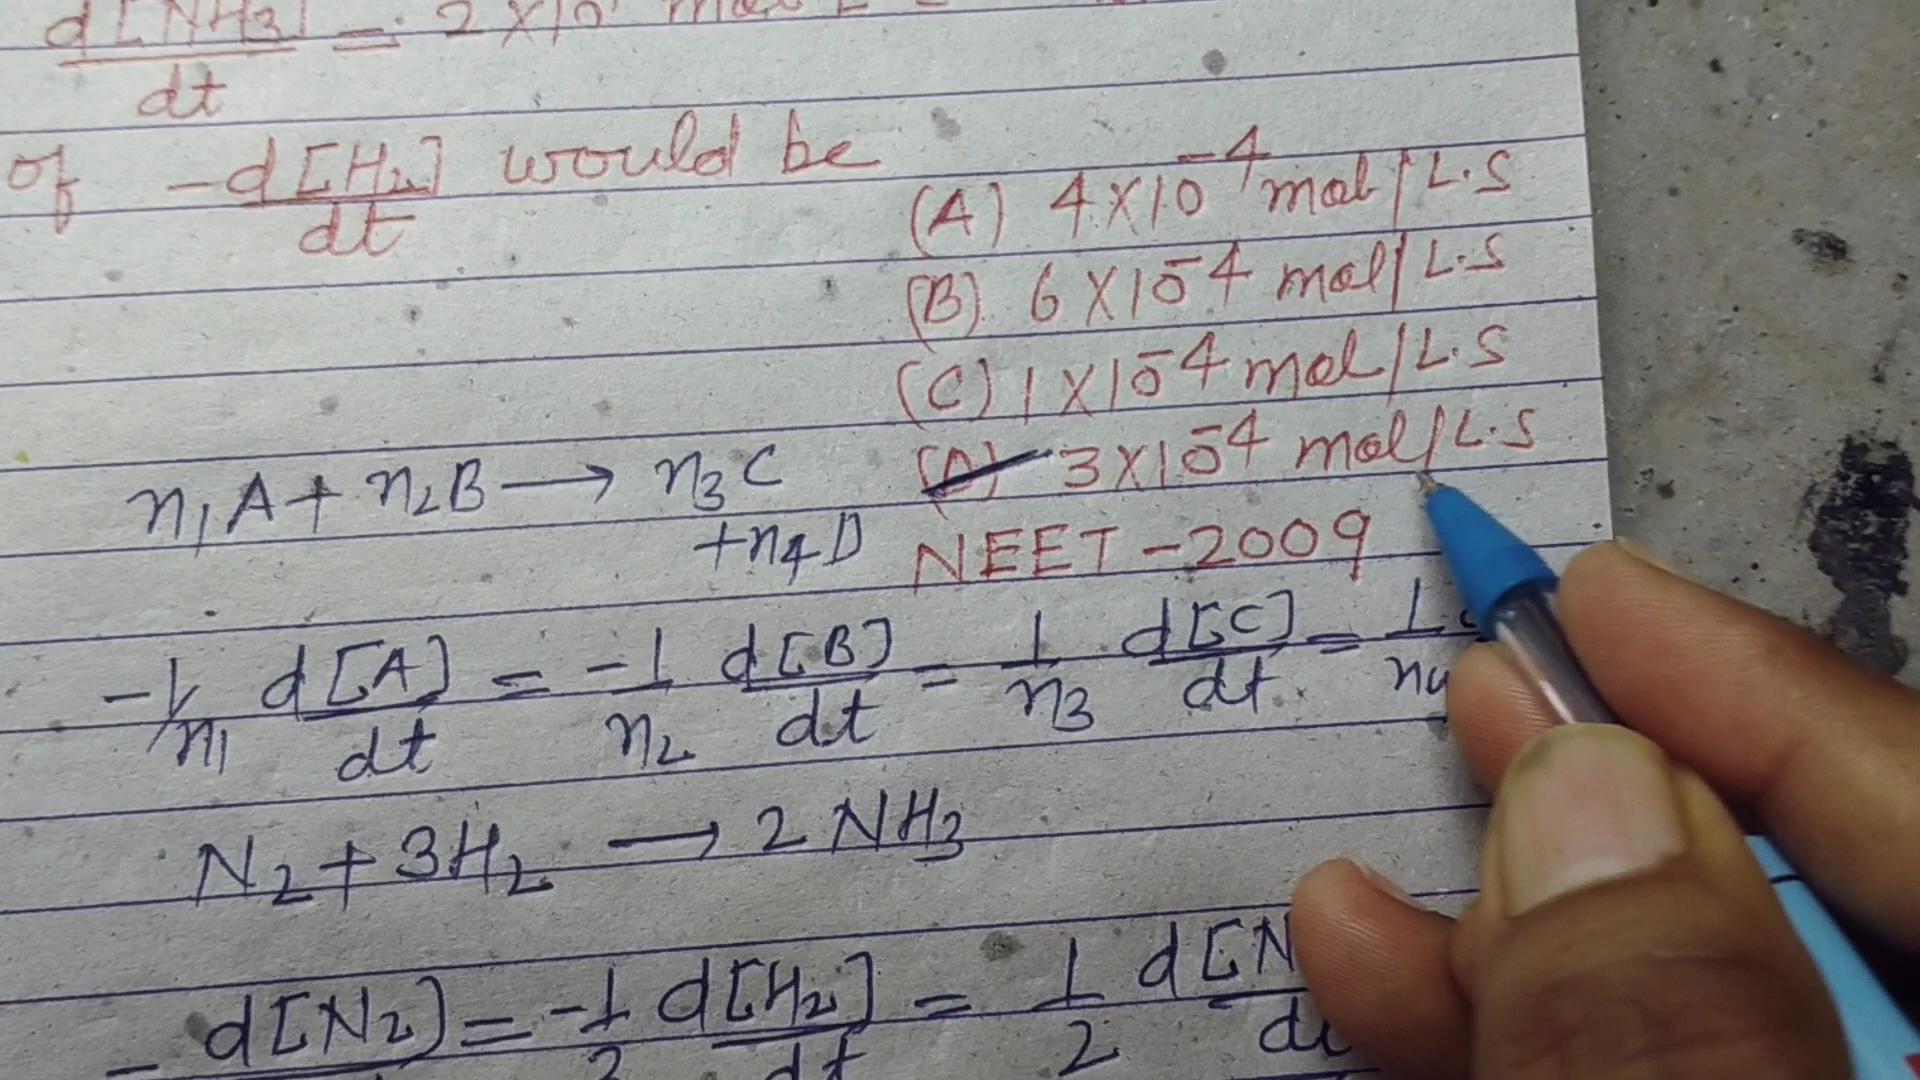 d[NH3]/dt = 2×10
of -d[H2]/dt would be
(A) 4×10-4 mol/L.S
(B) 6×10-4 mol/L.S
(C) 1×10-4 mol/L.S
(D) 3×10-4 mol/L.S
n1A + n2B → n3C + n4D
NEET-2009
-1/n1 d[A]/dt = -1/n2 d[B]/dt = 1/n3 d[C]/dt = 1/n4
N2 + 3H2 → 2NH3
- d[N2] = -1/3 d[H2]/dt = 1/2 d[N